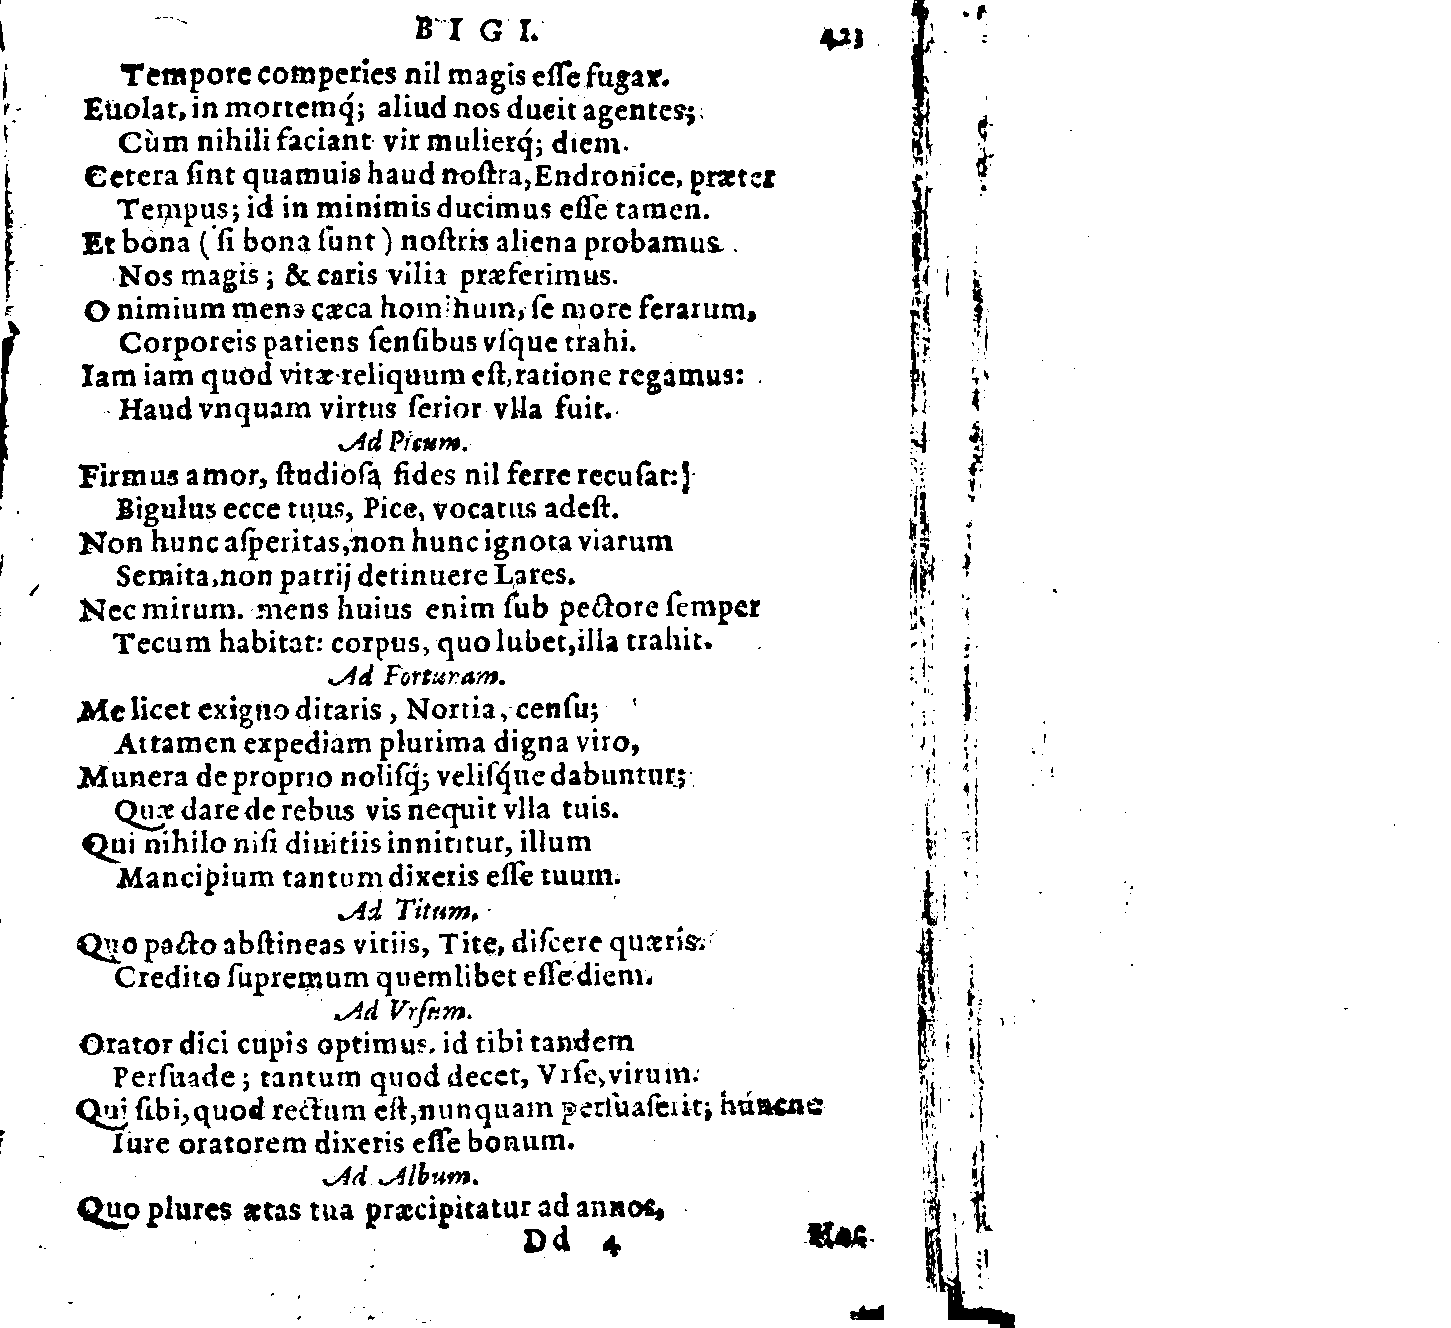 BIGI. 423
Tempore comperies nil magis eſſe fugax.
Euolat, in mortemq́; aliud nos ducit agentes;
Cùm nihili faciant vir mulierq́; diem.
Cetera ſint quamuis haud noſtra, Endronice, præter
Tempus; id in minimis ducimus eſſe tamen.
Et bona (ſi bona ſunt) noſtris aliena probamus
Nos magis; & caris vilia præferimus.
O nimium mens cæca hominum, ſe more ferarum,
Corporeis patiens ſenſibus vſque trahi.
Iam iam quod vitæ reliquum eſt, ratione regamus:
Haud vnquam virtus ſerior vlla fuit.
Ad Picum.
Firmus amor, ſtudioſa fides nil ferre recuſat:
Bigulus ecce tuus, Pice, vocatus adeſt.
Non hunc aſperitas, non hunc ignota viarum
Semita, non patrij detinuere Lares.
Nec mirum. mens huius enim ſub pectore ſemper
Tecum habitat: corpus, quo lubet, illa trahit.
Ad Fortunam.
Me licet exiguo ditaris, Nortia, cenſu;
Attamen expediam plurima digna viro,
Munera de proprio noliſq́; veliſq́ue dabuntur;
Quæ dare de rebus vis nequit vlla tuis.
Qui nihilo niſi diuitiis innititur, illum
Mancipium tantum dixeris eſſe tuum.
Ad Titum.
Quo pacto abſtineas vitiis, Tite, diſcere quæris.
Credito ſupremum quemlibet eſſe diem.
Ad Vrſum.
Orator dici cupis optimus. id tibi tandem
Perſuade; tantum quod decet, Vrſe, virum.
Qui ſibi, quod rectum eſt, nunquam perſuaſerit; húncne
Iure oratorem dixeris eſſe bonum.
Ad Album.
Quo plures ætas tua præcipitatur ad annos,
Dd 4 Hac